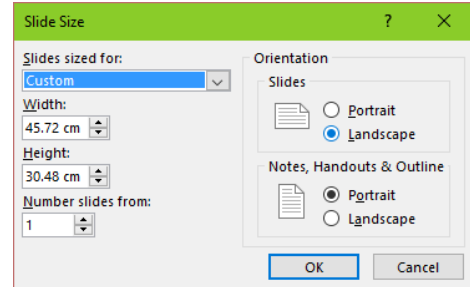 Slide Size ?
Slides sized for:
Custom
Width:
45.72 cm
Height:
30.48 cm
Number slides from:
1
Orientation
Slides
Portrait
Landscape
Notes, Handouts & Outline
Portrait
Landscape
OK Cancel